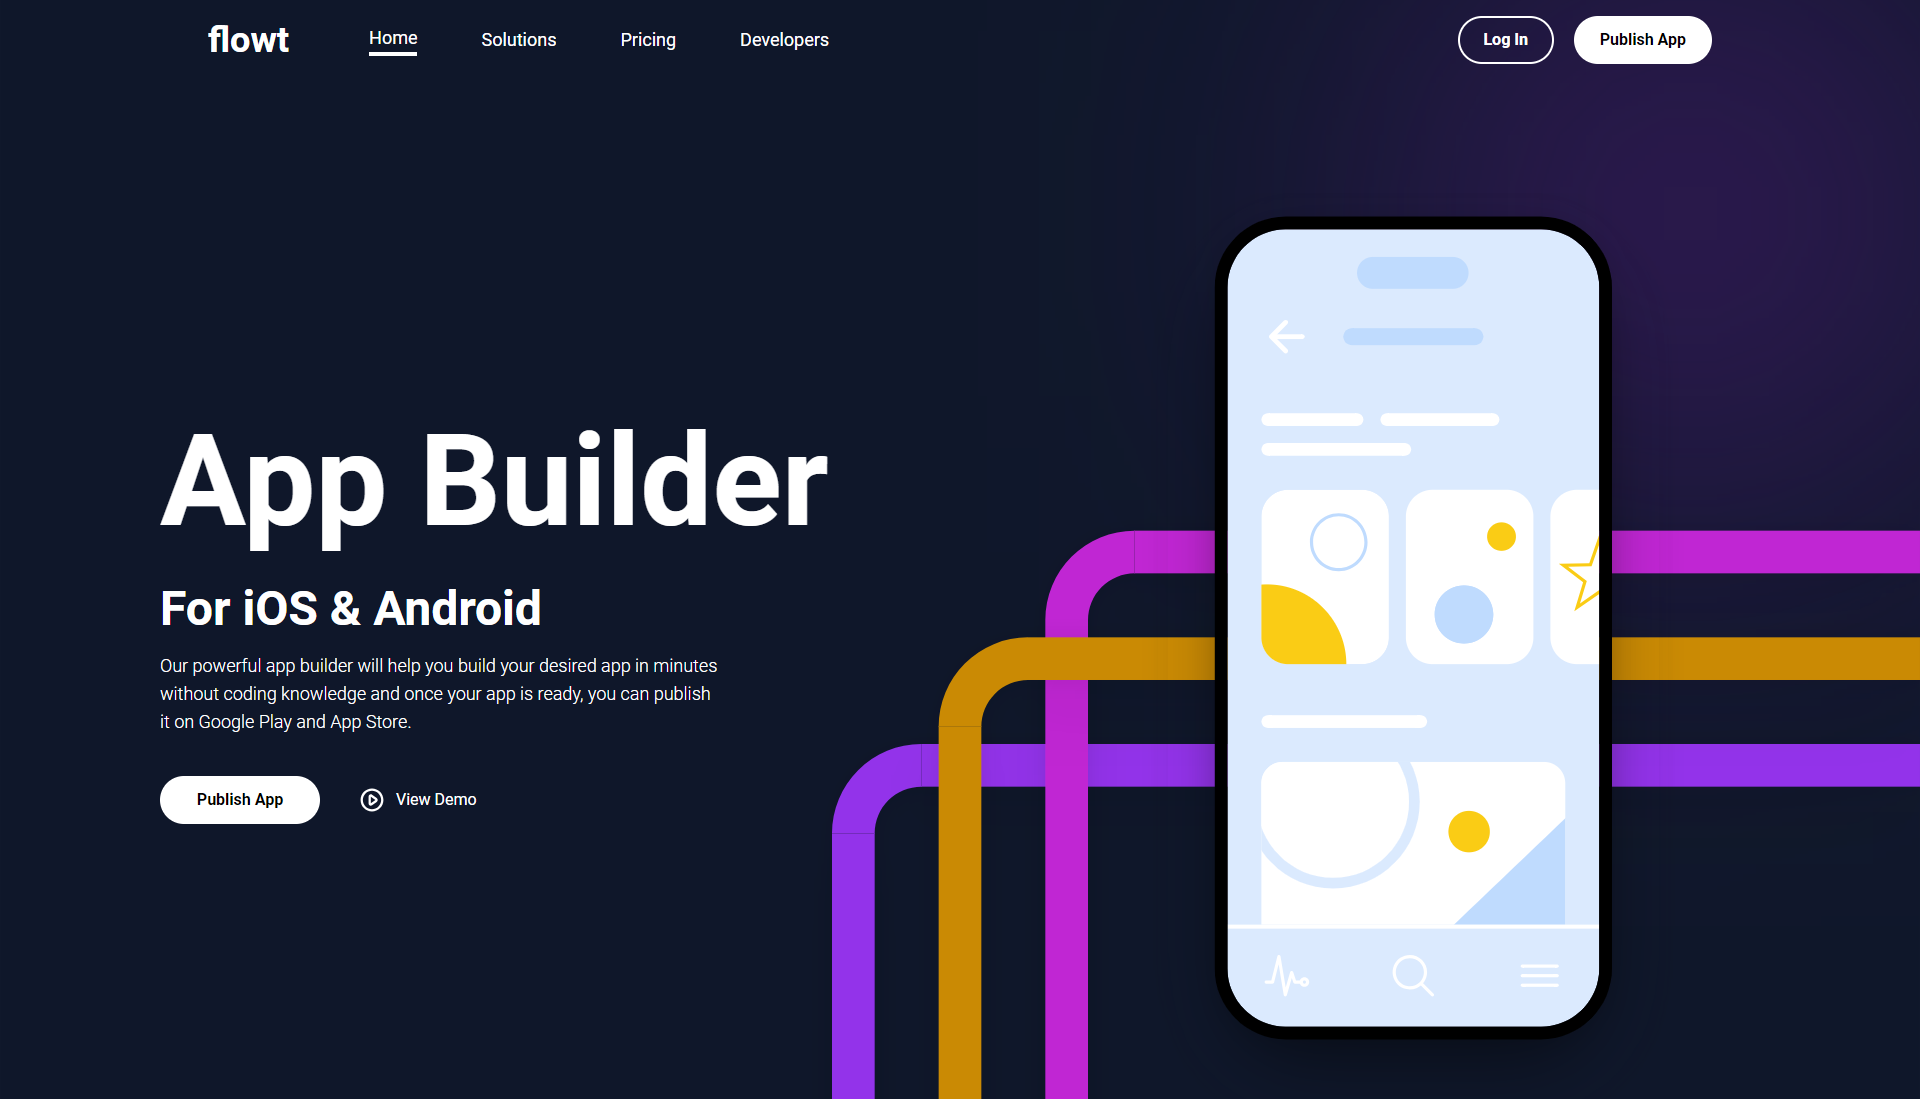 flowt
Home
Solutions
Pricing
Developers
Log In
Publish App
App Builder
For iOS & Android
Our powerful app builder will help you build your desired app in minutes
without coding knowledge and once your app is ready, you can publish
it on Google Play and App Store.
Publish App
View Demo